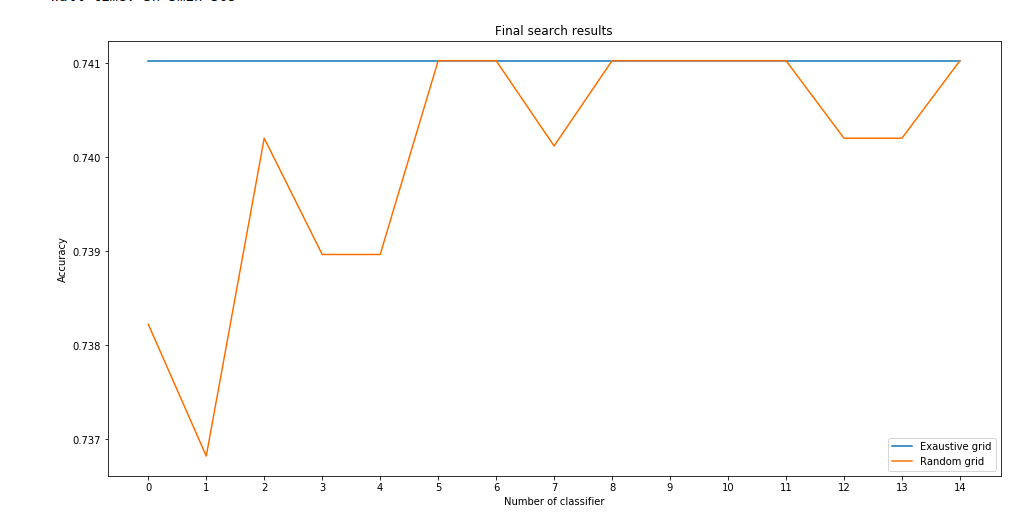 Final search results
0.741
0.740
0.739
0.738
0.737
Accuracy
0 1 2 3 4 5 6 7 8 9 10 11 12 13 14
Number of classifier
Exaustive grid
Random grid